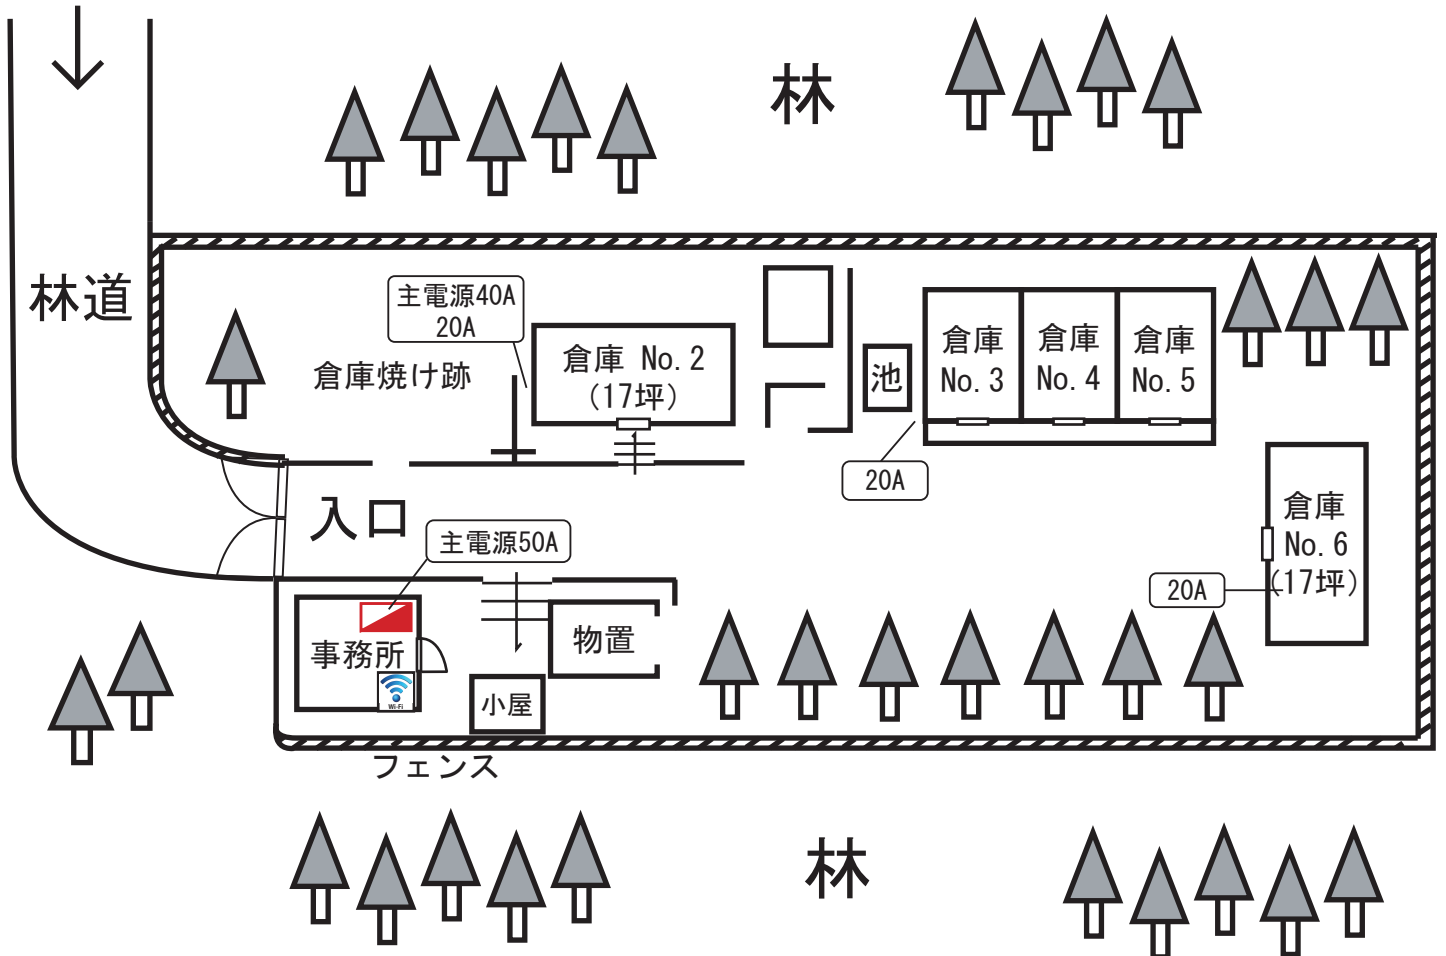 林
林道
主電源40A
20A
倉庫焼け跡
倉庫 No.2
(17坪)
池
倉庫
No.3
倉庫
No.4
倉庫
No.5
20A
入口
主電源50A
倉庫
No.6
(17坪)
20A
事務所
Wi-Fi
物置
小屋
フェンス
林